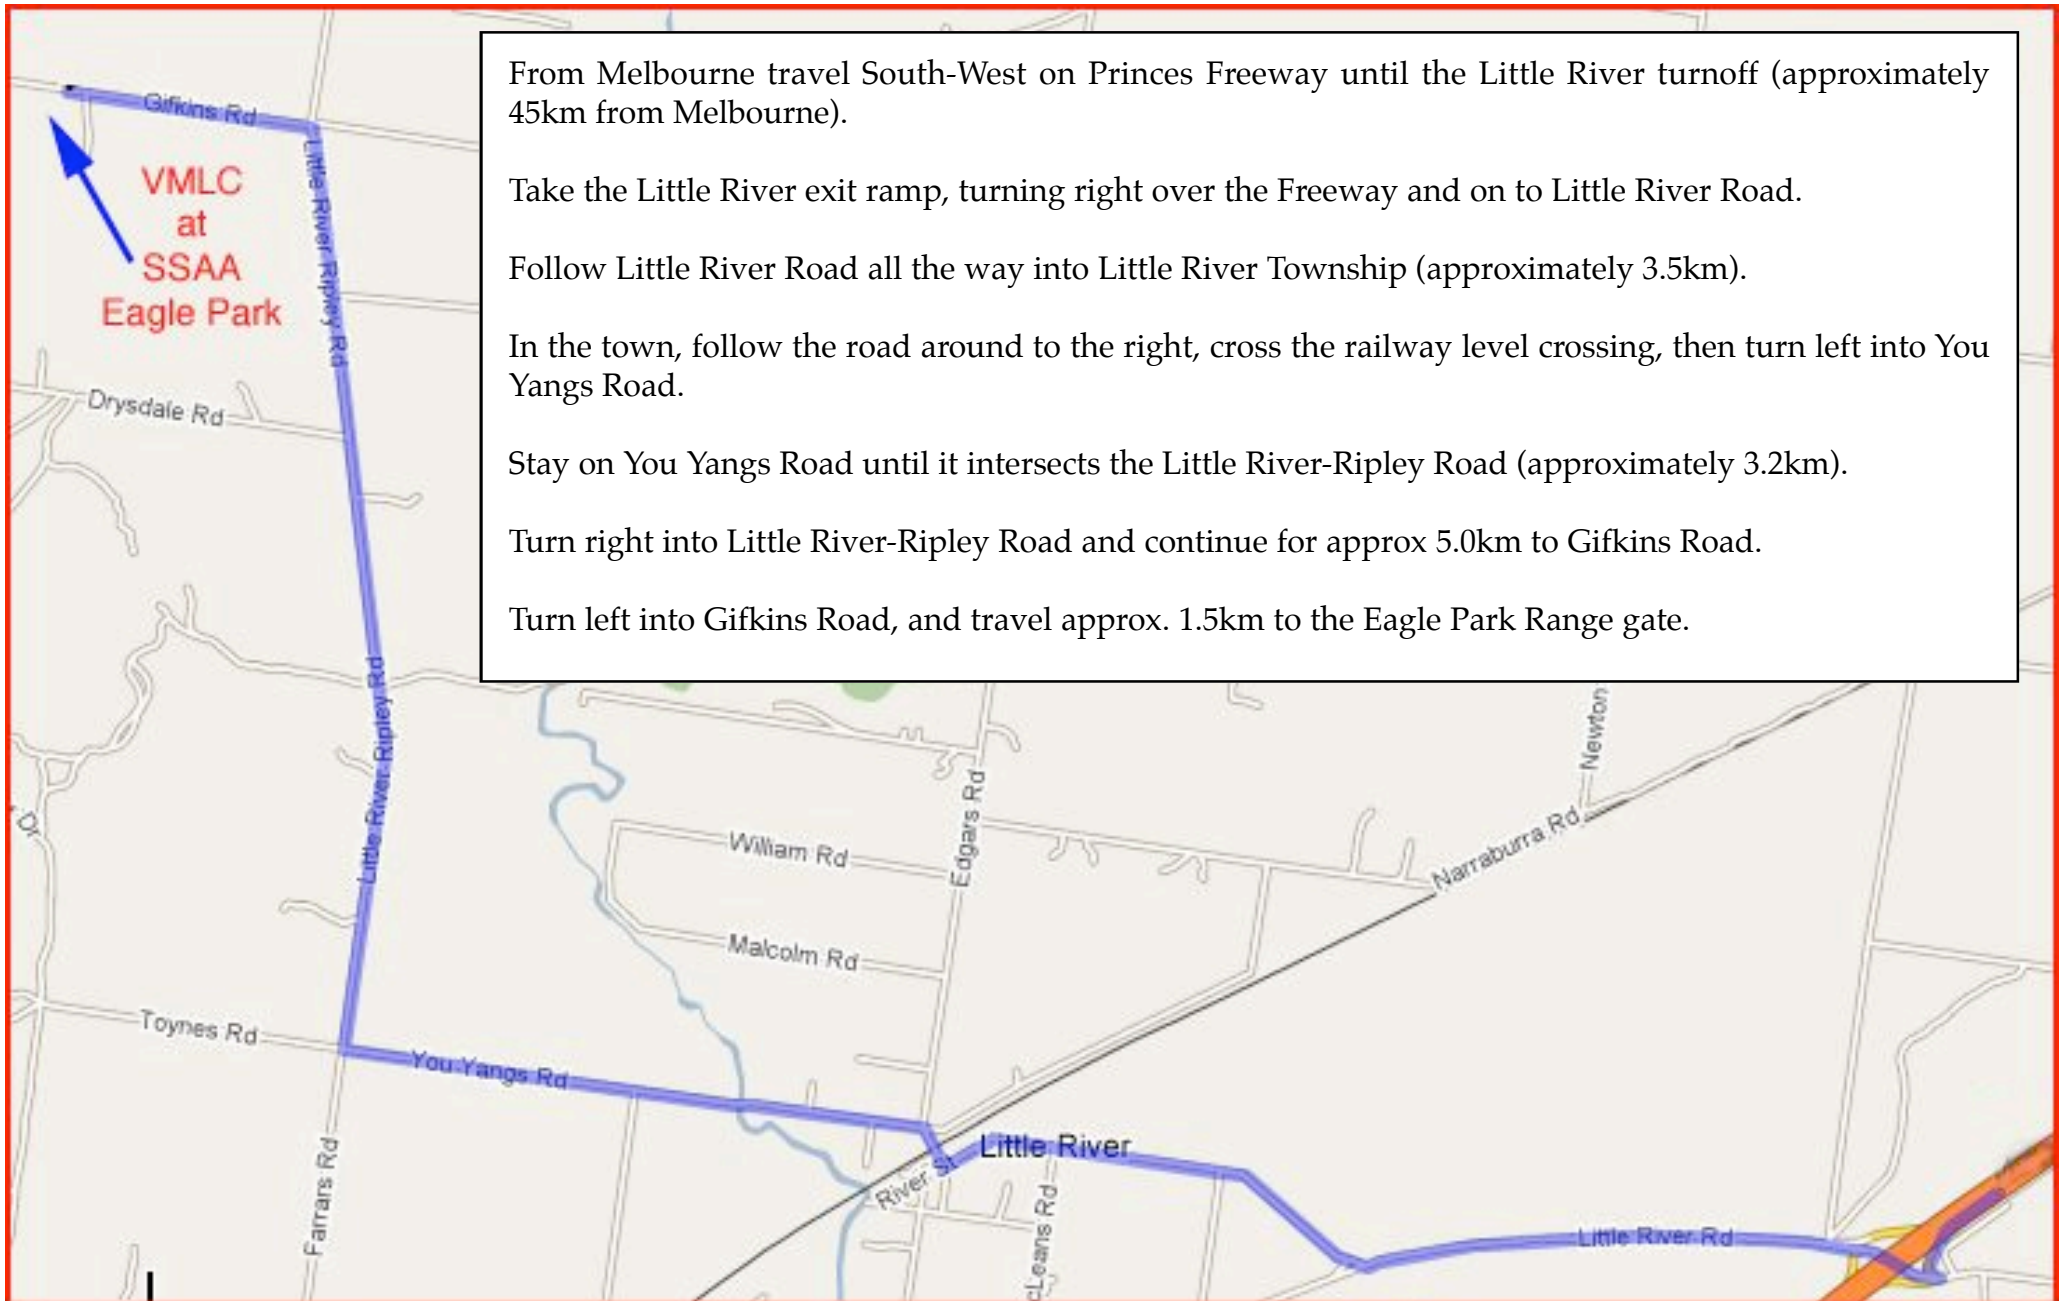 From Melbourne travel South-West on Princes Freeway until the Little River turnoff (approximately
45km from Melbourne).
Take the Little River exit ramp, turning right over the Freeway and on to Little River Road.
Follow Little River Road all the way into Little River Township (approximately 3.5km).
In the town, follow the road around to the right, cross the railway level crossing, then turn left into You
Yangs Road.
Stay on You Yangs Road until it intersects the Little River-Ripley Road (approximately 3.2km).
Turn right into Little River-Ripley Road and continue for approx 5.0km to Gifkins Road.
Turn left into Gifkins Road, and travel approx. 1.5km to the Eagle Park Range gate.
Gifkins Rd
VMLC
at
SSAA
Eagle Park
Little River Ripley Rd
Drysdale Rd
Little River Ripley Rd
Newton
Dr
Edgars Rd
William Rd
Narraburra Rd
Malcolm Rd
Toynes Rd
You Yangs Rd
Little River
River St
Farrars Rd
cLeans Rd
Little River Rd